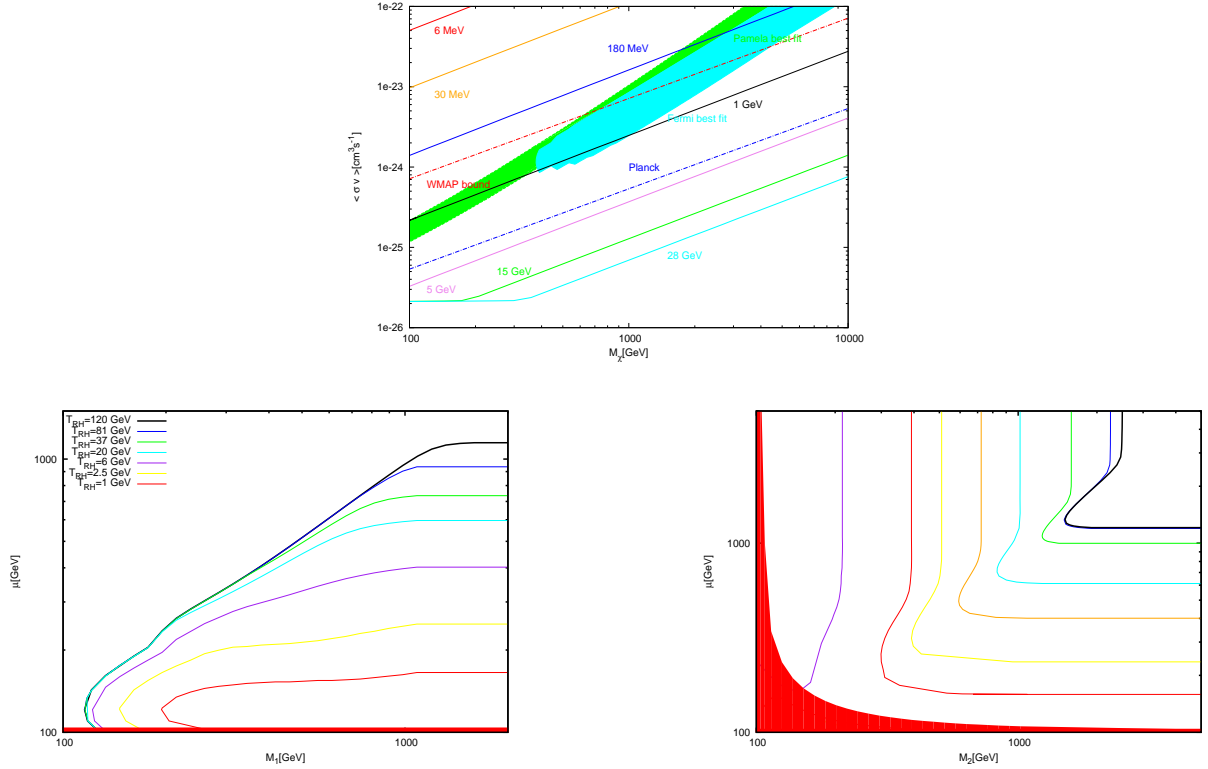 1e-22
6 MeV
Pamela best fit
180 MeV
1e-23
30 MeV
1 GeV
Fermi best fit
< σ v >[cm³s⁻¹]
1e-24
Planck
WMAP bound
1e-25
28 GeV
15 GeV
5 GeV
1e-26
100
1000
10000
M_χ[GeV]
T_RH=120 GeV
T_RH=81 GeV
T_RH=37 GeV
T_RH=20 GeV
T_RH=6 GeV
T_RH=2.5 GeV
T_RH=1 GeV
1000
μ[GeV]
100
100
1000
M₁[GeV]
1000
μ[GeV]
100
100
1000
M₂[GeV]